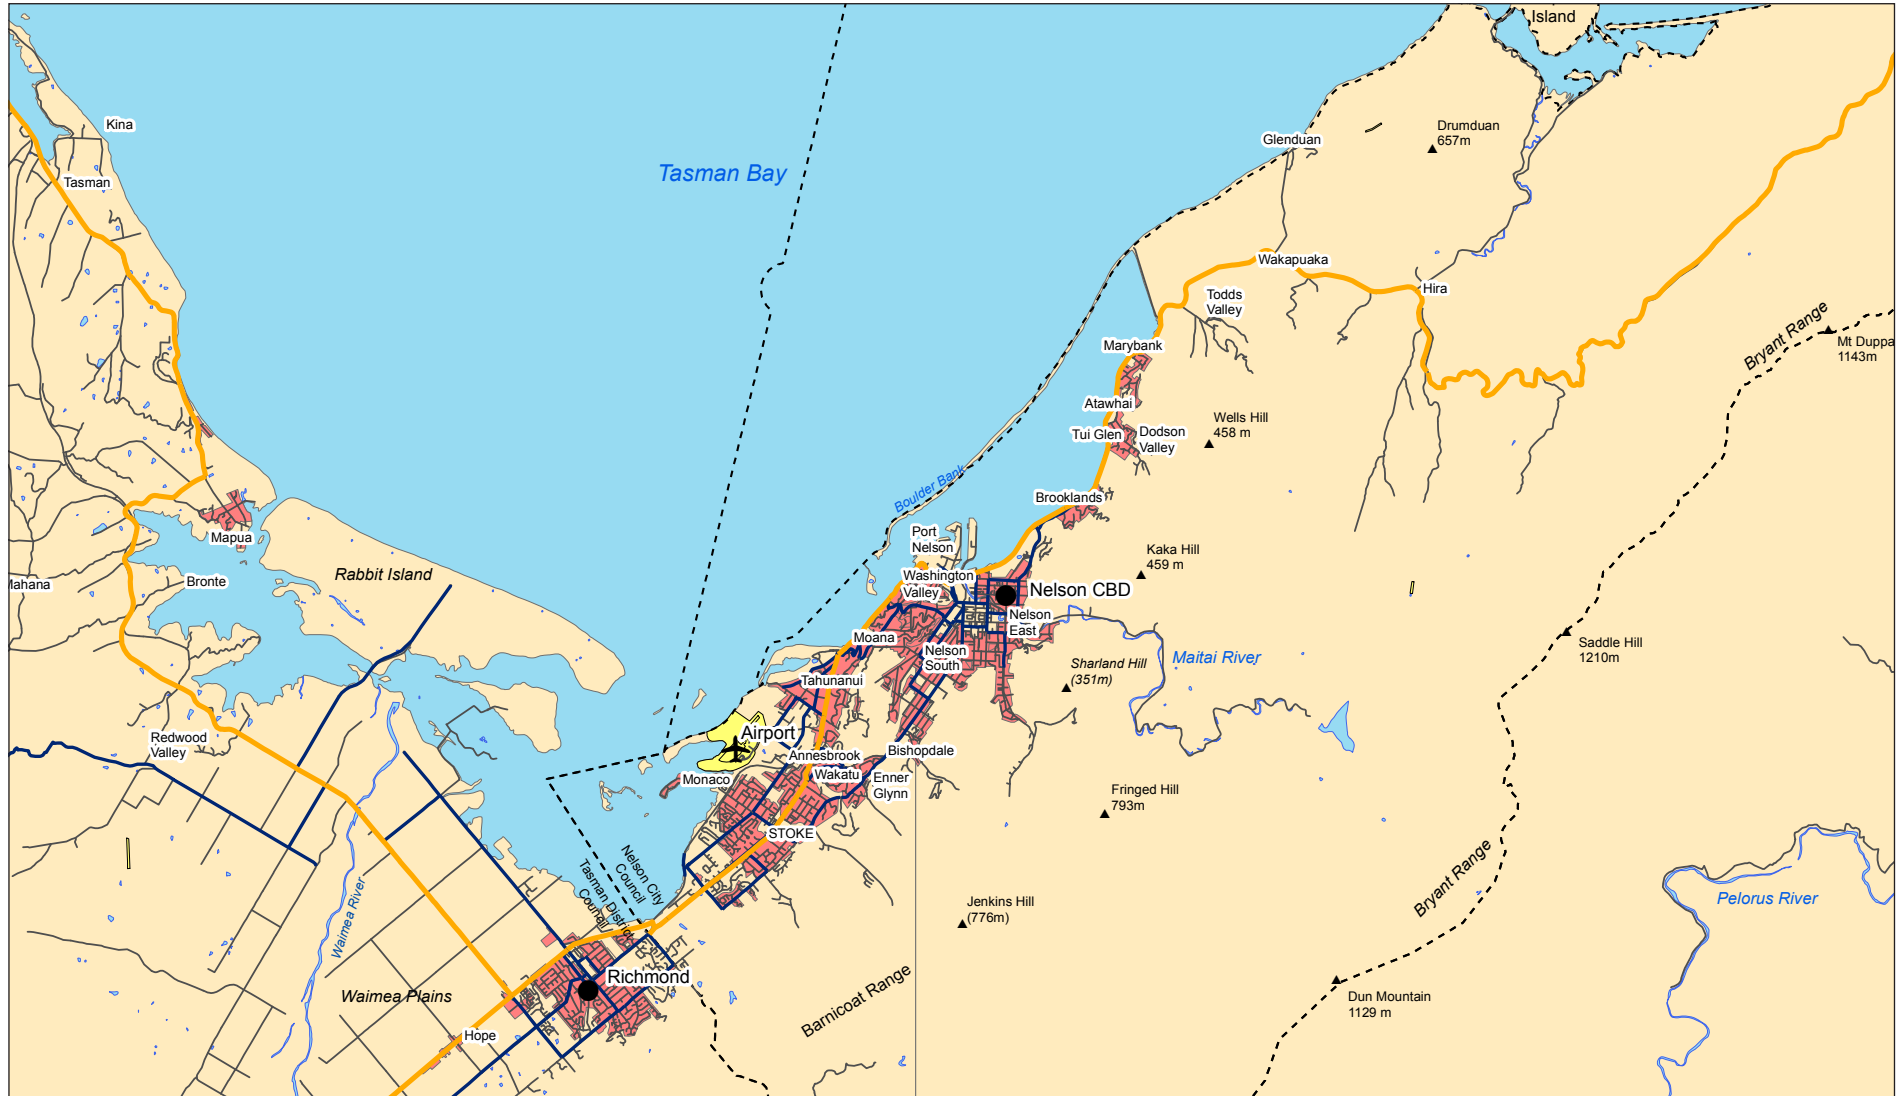 Island
Kina
Drumduan
657m
Glenduan
Tasman Bay
Tasman
Wakapuaka
Hira
Todds
Valley
Bryant Range
Mt Duppa
1143m
Marybank
Atawhai
Wells Hill
458 m
Tui Glen
Dodson
Valley
Boulder Bank
Brooklands
Mapua
Port
Nelson
Kaka Hill
459 m
Rabbit Island
Bronte
Mahana
Washington
Valley
Nelson CBD
Nelson
East
Moana
Nelson
South
Saddle Hill
1210m
Maitai River
Sharland Hill
(351m)
Tahunanui
Redwood
Valley
Airport
Annesbrook
Bishopdale
Monaco
Wakatu
Enner
Glynn
Fringed Hill
793m
STOKE
Nelson City
Council
Tasman District
Council
Waimea River
Bryant Range
Pelorus River
Jenkins Hill
(776m)
Richmond
Waimea Plains
Barnicoat Range
Dun Mountain
1129 m
Hope